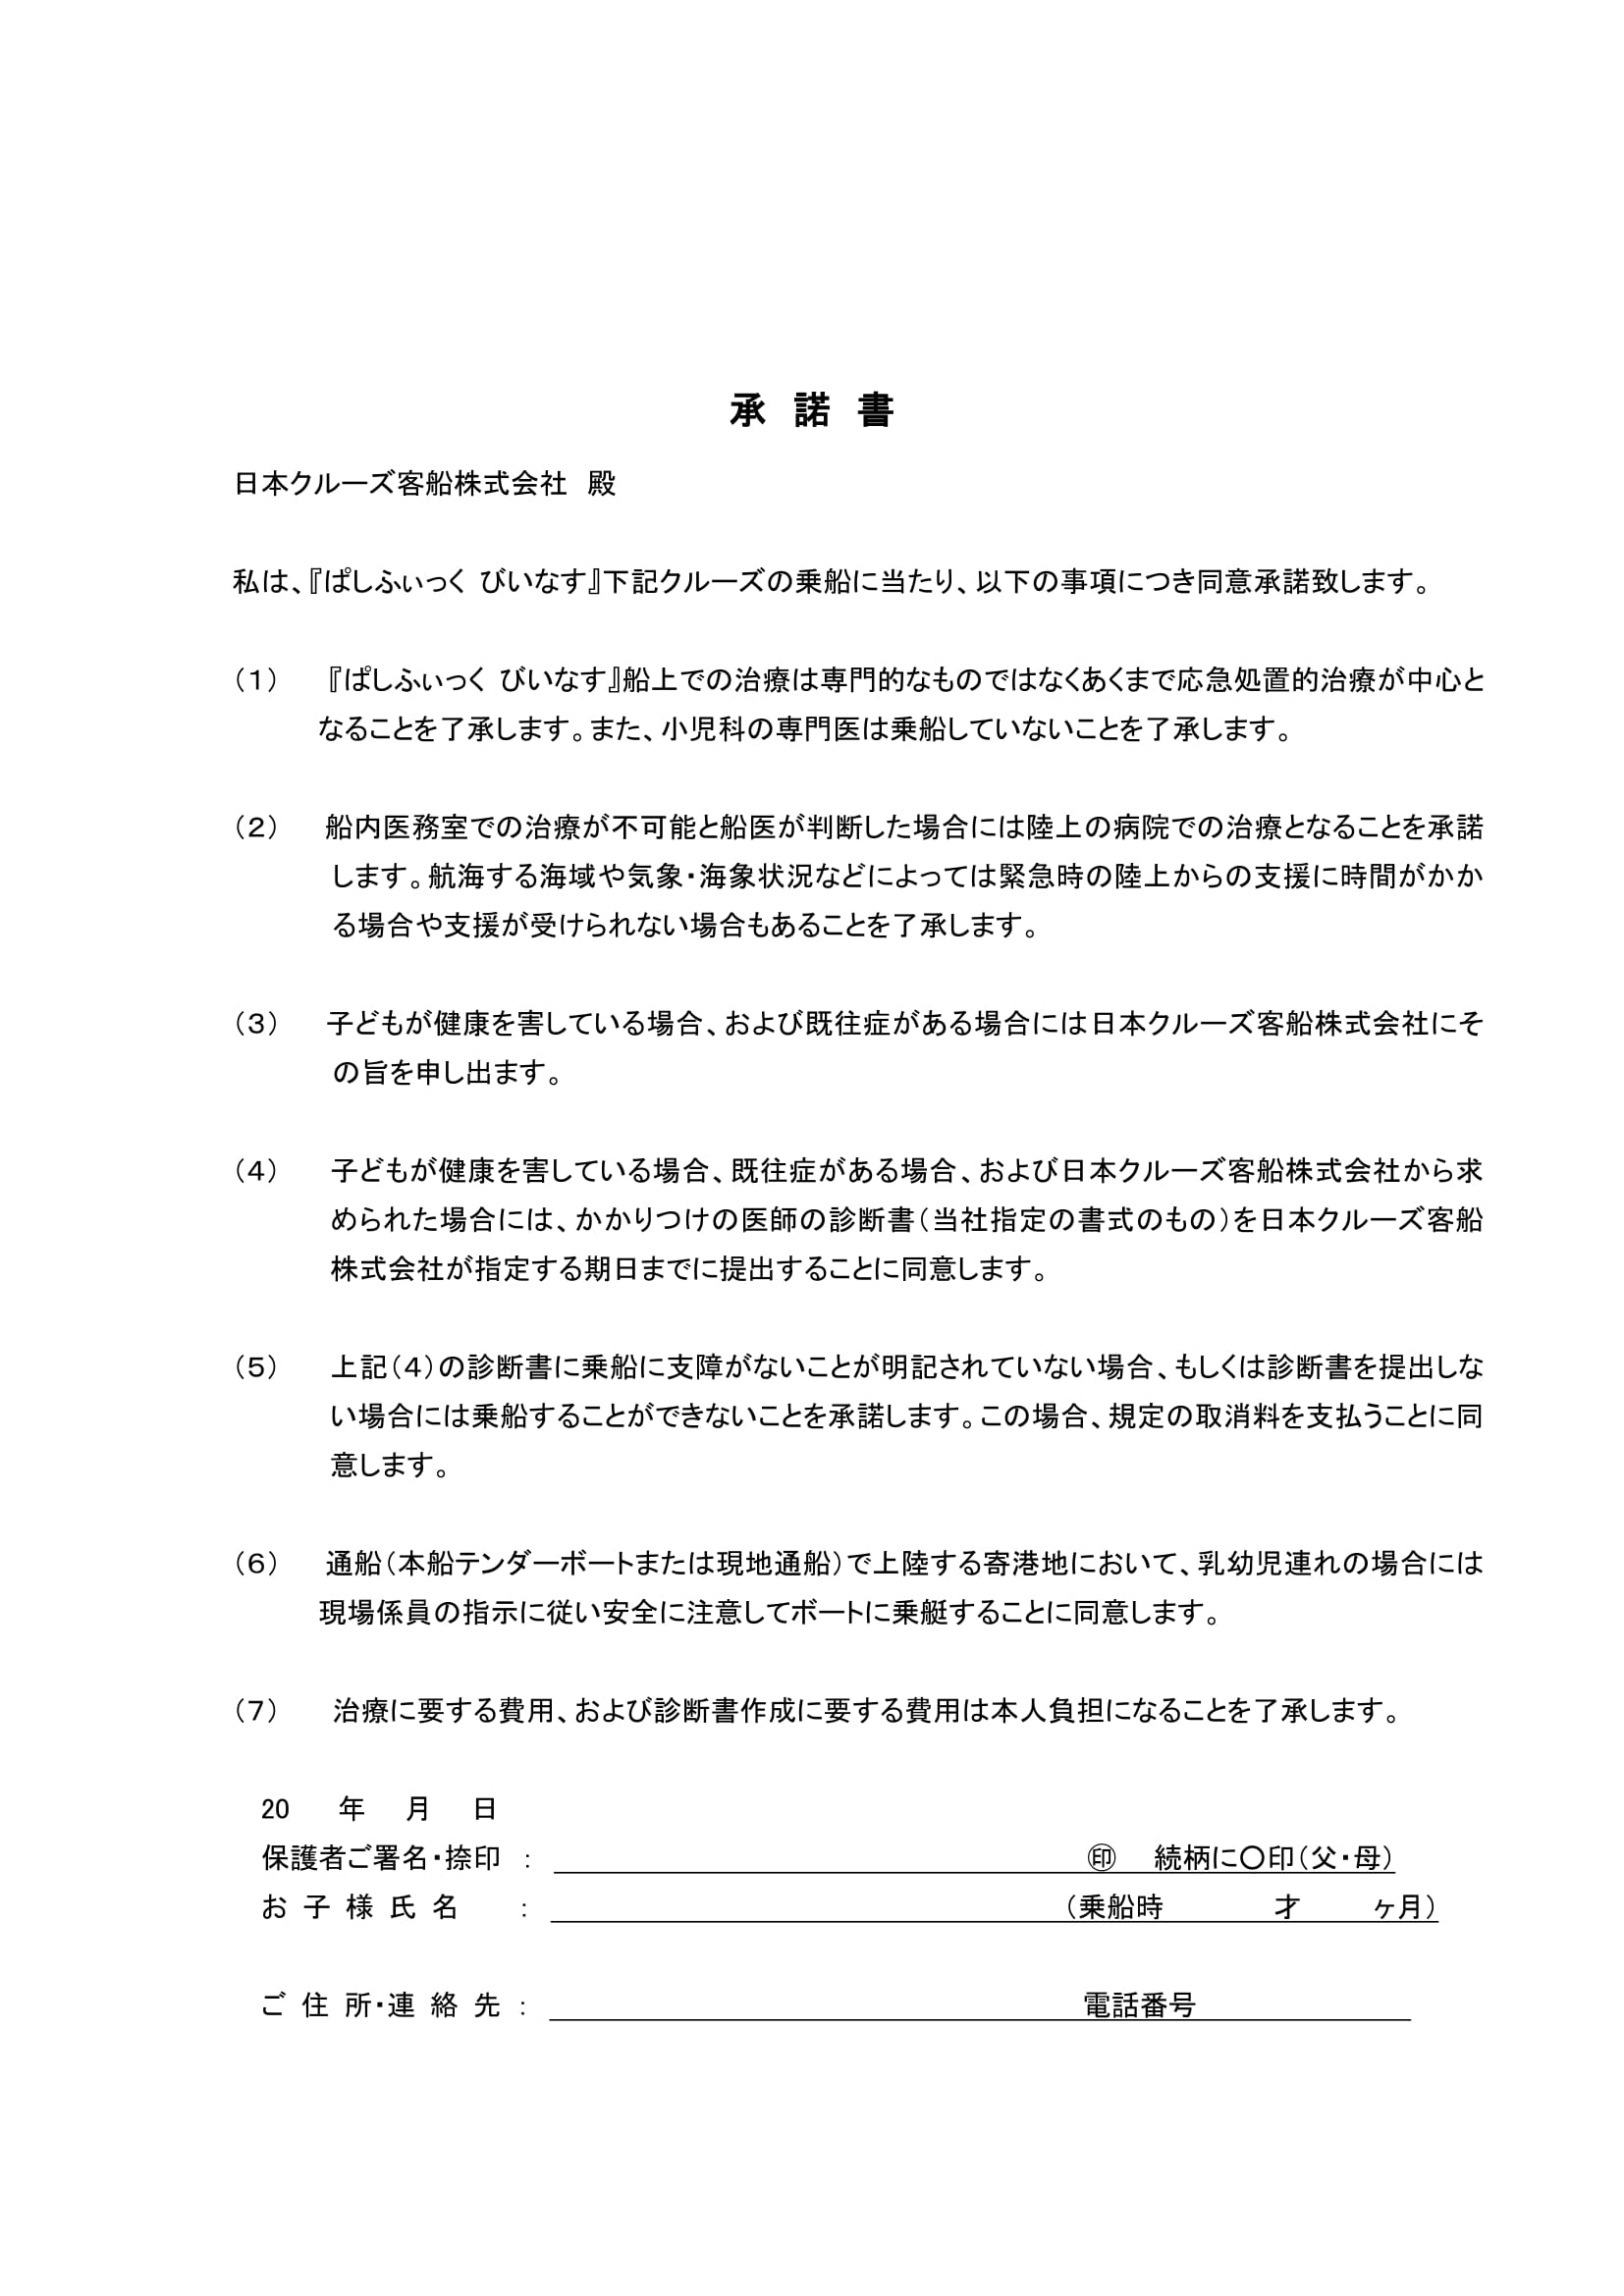 承 諾 書
日本クルーズ客船株式会社 殿
私は、『ぱしふぃっく びいなす』下記クルーズの乗船に当たり、以下の事項につき同意承諾致します。
（1） 『ぱしふぃっく びいなす』船上での治療は専門的なものではなくあくまで応急処置的治療が中心と
なることを了承します。また、小児科の専門医は乗船していないことを了承します。
（2） 船内医務室での治療が不可能と船医が判断した場合には陸上の病院での治療となることを承諾
します。航海する海域や気象・海象状況などによっては緊急時の陸上からの支援に時間がかか
る場合や支援が受けられない場合もあることを了承します。
（3） 子どもが健康を害している場合、および既往症がある場合には日本クルーズ客船株式会社にそ
の旨を申し出ます。
（4） 子どもが健康を害している場合、既往症がある場合、および日本クルーズ客船株式会社から求
められた場合には、かかりつけの医師の診断書（当社指定の書式のもの）を日本クルーズ客船
株式会社が指定する期日までに提出することに同意します。
（5） 上記（4）の診断書に乗船に支障がないことが明記されていない場合、もしくは診断書を提出しな
い場合には乗船することができないことを承諾します。この場合、規定の取消料を支払うことに同
意します。
（6） 通船（本船テンダーボートまたは現地通船）で上陸する寄港地において、乳幼児連れの場合には
現場係員の指示に従い安全に注意してボートに乗艇することに同意します。
（7） 治療に要する費用、および診断書作成に要する費用は本人負担になることを了承します。
20 年 月 日
保護者ご署名・捺印 : ㊞ 続柄に○印（父・母）
お 子 様 氏 名 : （乗船時 才 ヶ月）
ご 住 所・連 絡 先 : 電話番号